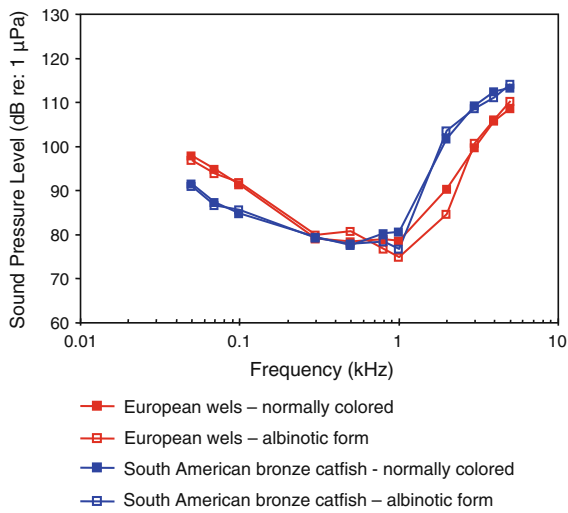 Sound Pressure Level (dB re: 1 µPa)
130
120
110
100
90
80
70
60
0.01
0.1
1
10
Frequency (kHz)
European wels – normally colored
European wels – albinotic form
South American bronze catfish - normally colored
South American bronze catfish – albinotic form